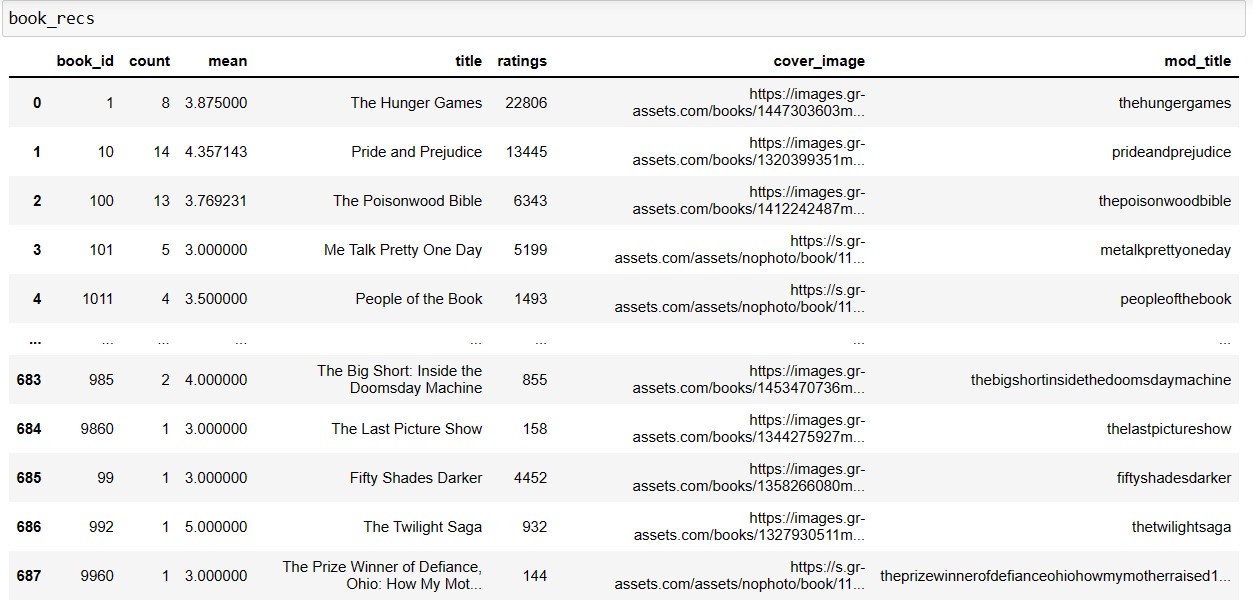 book_recs
book_id count mean title ratings cover_image mod_title
0 1 8 3.875000 The Hunger Games 22806 https://images.gr-
assets.com/books/1447303603m... thehungergames
1 10 14 4.357143 Pride and Prejudice 13445 https://images.gr-
assets.com/books/1320399351m... prideandprejudice
2 100 13 3.769231 The Poisonwood Bible 6343 https://images.gr-
assets.com/books/1412242487m... thepoisonwoodbible
3 101 5 3.000000 Me Talk Pretty One Day 5199 https://s.gr-
assets.com/assets/nophoto/book/11... metalkprettyoneday
4 1011 4 3.500000 People of the Book 1493 https://s.gr-
assets.com/assets/nophoto/book/11... peopleofthebook
... ... ... ... ... ... ... ...
683 985 2 4.000000 The Big Short: Inside the
Doomsday Machine 855 https://images.gr-
assets.com/books/1453470736m... thebigshortinsidethedoomsdaymachine
684 9860 1 3.000000 The Last Picture Show 158 https://images.gr-
assets.com/books/1344275927m... thelastpictureshow
685 99 1 3.000000 Fifty Shades Darker 4452 https://images.gr-
assets.com/books/1358266080m... fiftyshadesdarker
686 992 1 5.000000 The Twilight Saga 932 https://images.gr-
assets.com/books/1327930511m... thetwilightsaga
687 9960 1 3.000000 The Prize Winner of Defiance,
Ohio: How My Mot... 144 https://s.gr-
assets.com/assets/nophoto/book/11... theprizewinnerofdefianceohiohowmymotherraised1...